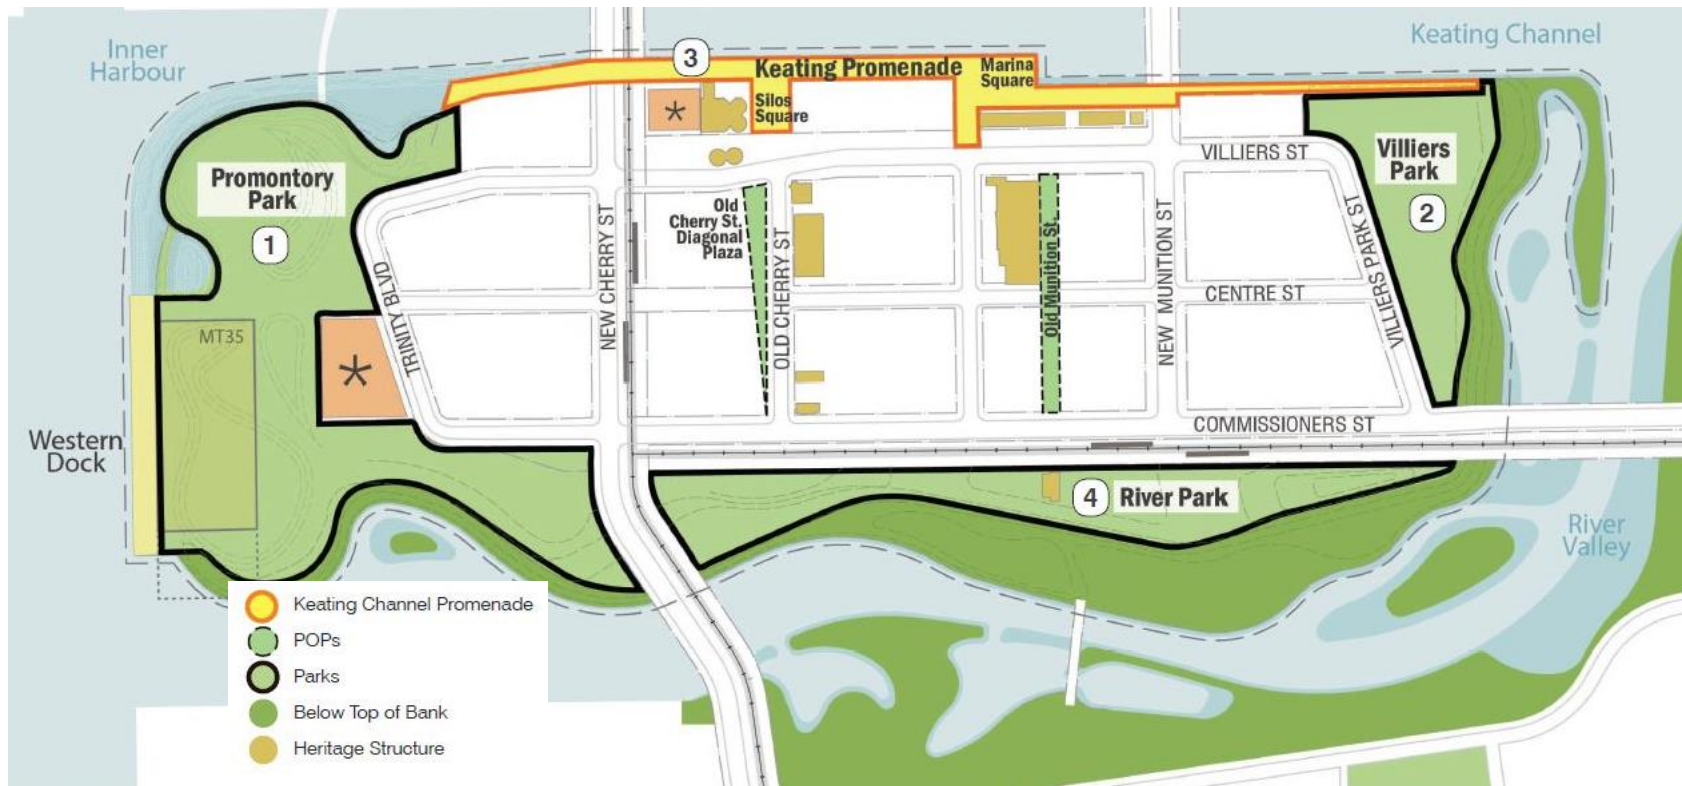 Inner
Harbour
Keating Channel
3
Keating Promenade
Marina
Square
*
Silos
Square
Promontory
Park
1
VILLIERS ST
Villiers
Park
2
Old
Cherry St.
Diagonal
Plaza
TRINITY BLVD
NEW CHERRY ST
OLD CHERRY ST
Old Munition St.
NEW MUNITION ST
CENTRE ST
VILLIERS PARK ST
MT35
*
COMMISSIONERS ST
Western
Dock
4
River Park
River
Valley
Keating Channel Promenade
POPs
Parks
Below Top of Bank
Heritage Structure